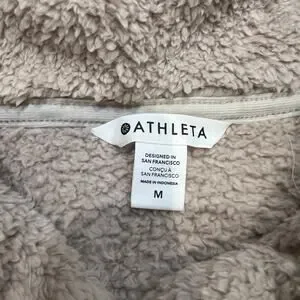 ATHLETA
DESIGNED IN
SAN FRANCISCO
CONÇU À
SAN FRANCISCO
MADE IN INDONESIA
M